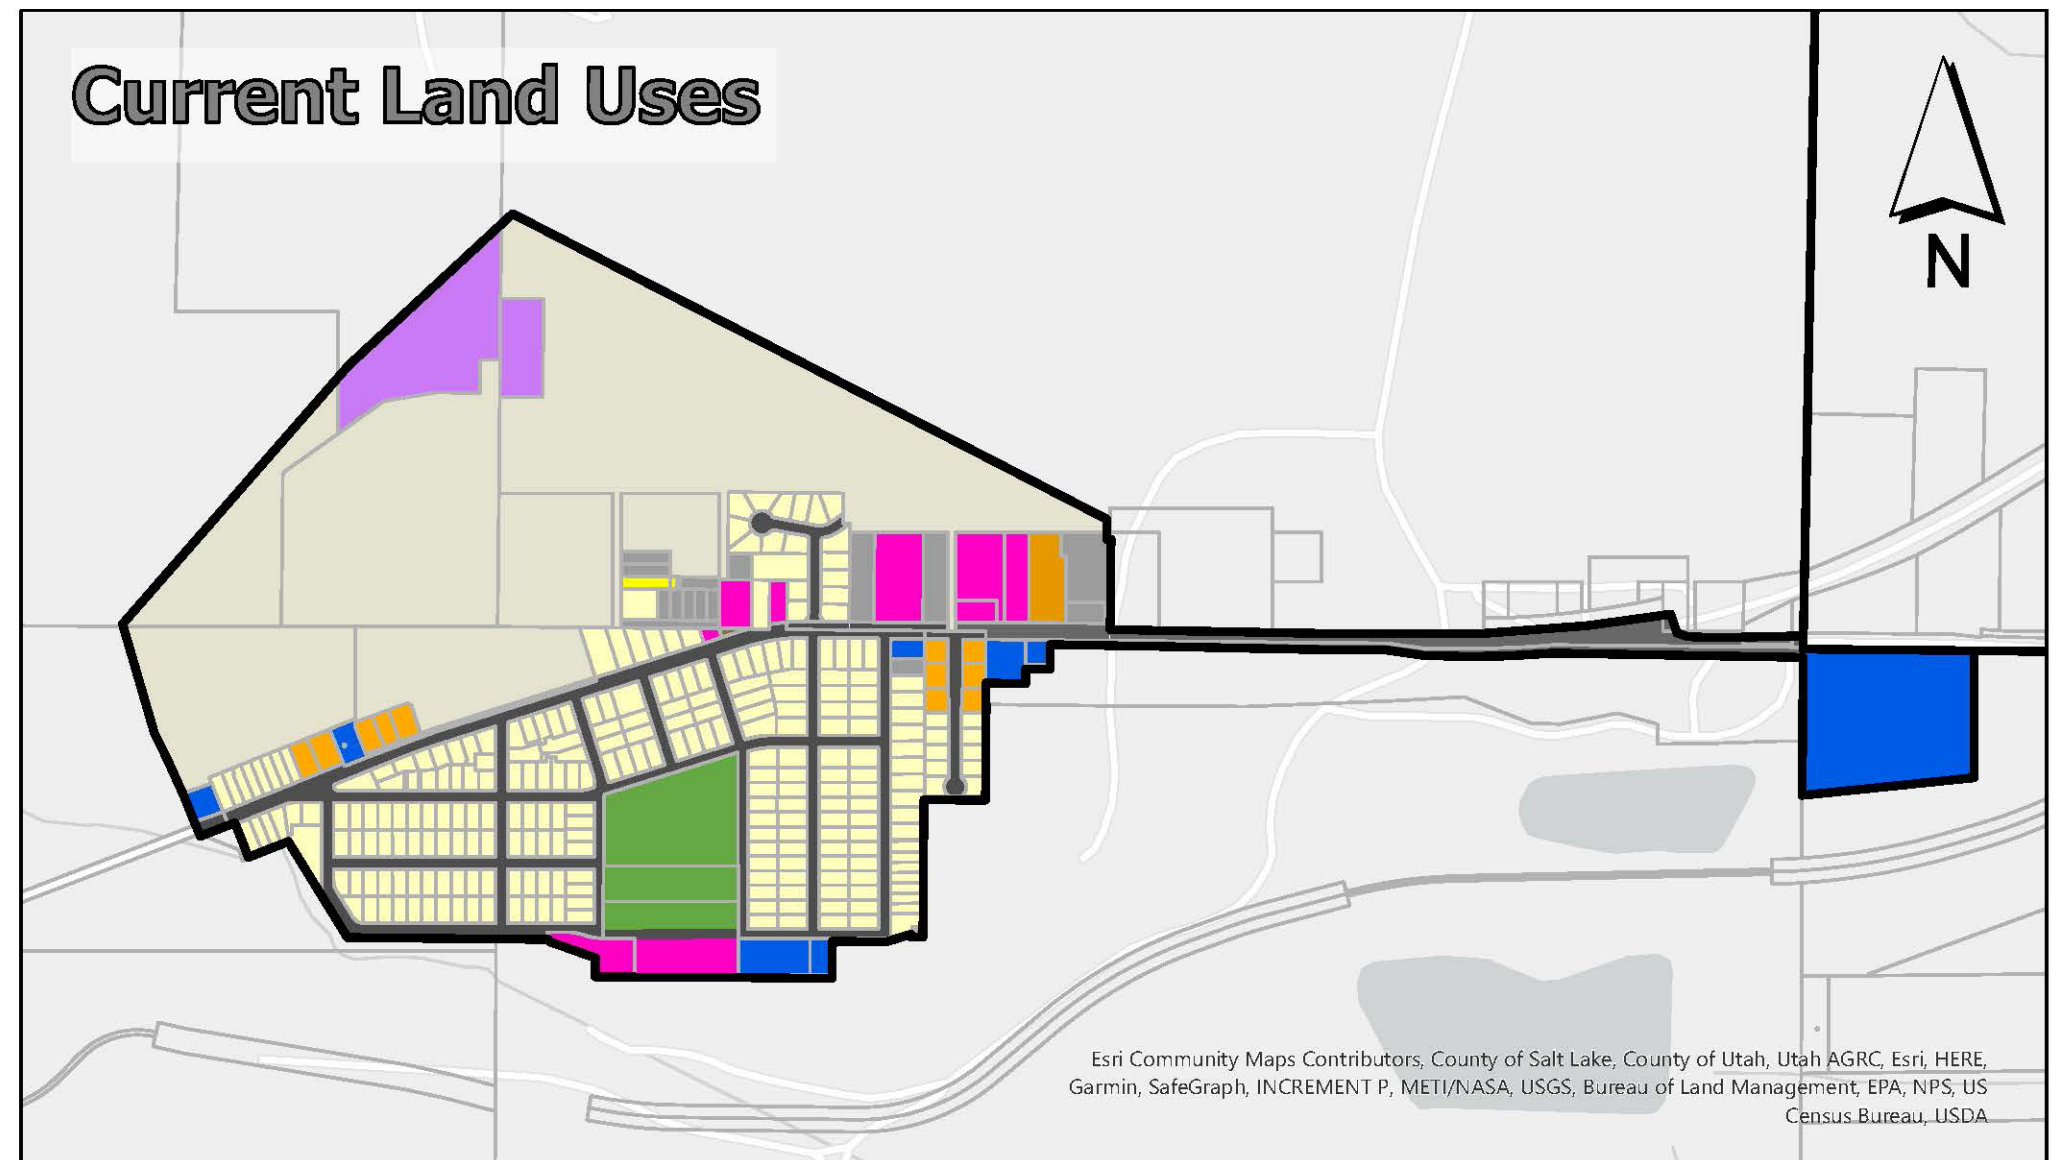 Current Land Uses
N
Esri Community Maps Contributors, County of Salt Lake, County of Utah, Utah AGRC, Esri, HERE,
Garmin, SafeGraph, INCREMENT P, METI/NASA, USGS, Bureau of Land Management, EPA, NPS, US
Census Bureau, USDA